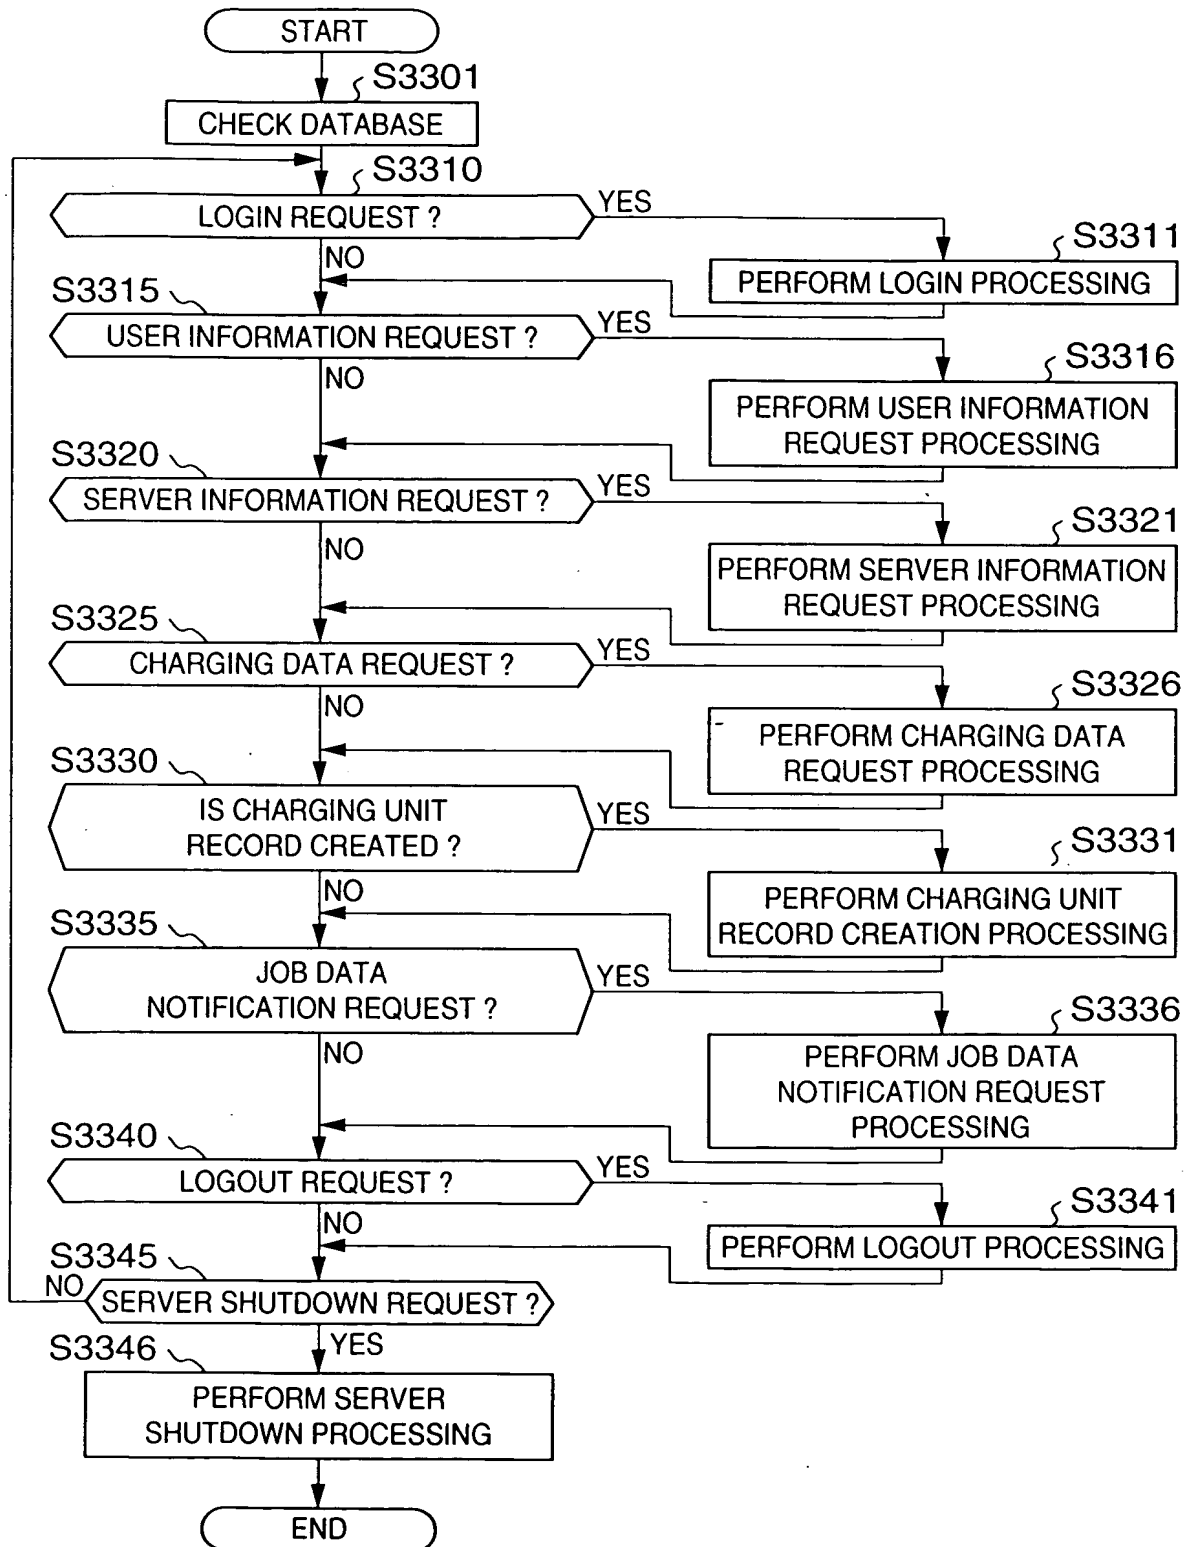 START
S3301
CHECK DATABASE
S3310
LOGIN REQUEST ?
YES
NO
S3311
PERFORM LOGIN PROCESSING
S3315
USER INFORMATION REQUEST ?
YES
NO
S3316
PERFORM USER INFORMATION
REQUEST PROCESSING
S3320
SERVER INFORMATION REQUEST ?
YES
NO
S3321
PERFORM SERVER INFORMATION
REQUEST PROCESSING
S3325
CHARGING DATA REQUEST ?
YES
NO
S3326
PERFORM CHARGING DATA
REQUEST PROCESSING
S3330
IS CHARGING UNIT
RECORD CREATED ?
YES
NO
S3331
PERFORM CHARGING UNIT
RECORD CREATION PROCESSING
S3335
JOB DATA
NOTIFICATION REQUEST ?
YES
NO
S3336
PERFORM JOB DATA
NOTIFICATION REQUEST
PROCESSING
S3340
LOGOUT REQUEST ?
YES
NO
S3341
PERFORM LOGOUT PROCESSING
S3345
NO
SERVER SHUTDOWN REQUEST ?
YES
S3346
PERFORM SERVER
SHUTDOWN PROCESSING
END